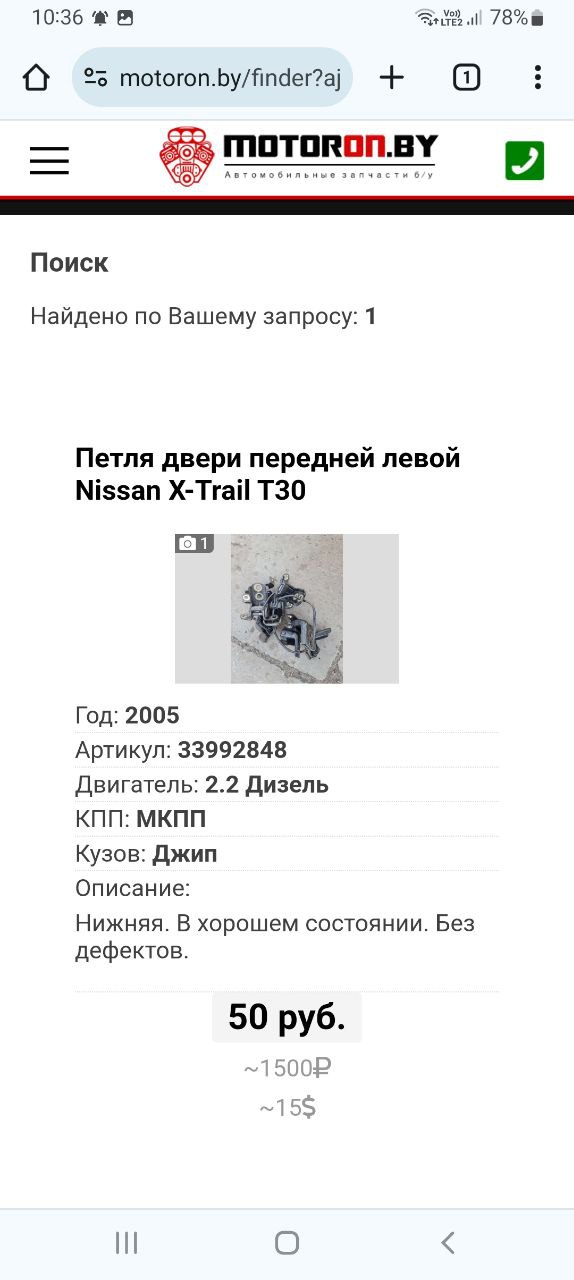 10:36
Vo)) LTE2 78%
motoron.by/finder?aj 1
MOTORON.BY
Автомобильные запчасти б/у
Поиск
Найдено по Вашему запросу: 1
Петля двери передней левой
Nissan X-Trail T30
1
Год: 2005
Артикул: 33992848
Двигатель: 2.2 Дизель
КПП: МКПП
Кузов: Джип
Описание:
Нижняя. В хорошем состоянии. Без
дефектов.
50 руб.
~1500₽
~15$